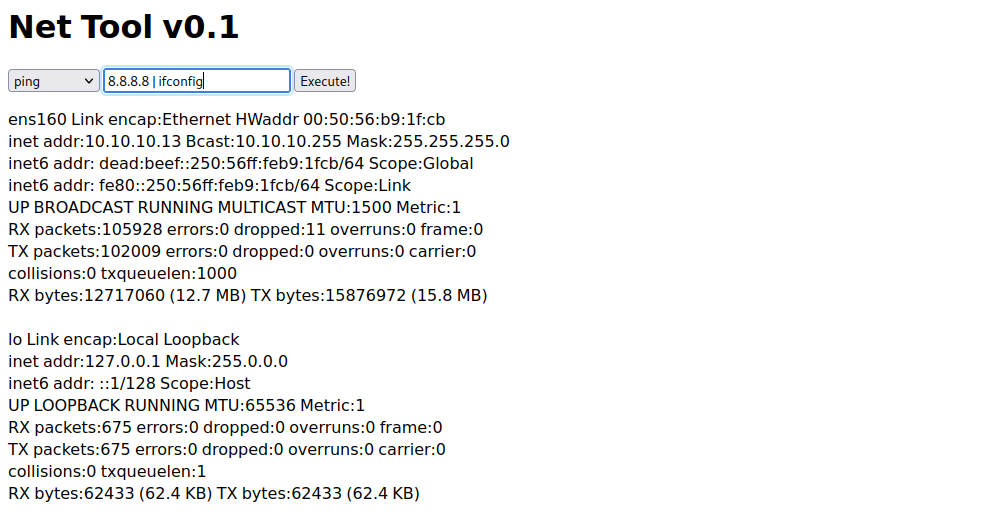 Net Tool v0.1
ping 8.8.8.8 | ifconfig Execute!
ens160 Link encap:Ethernet HWaddr 00:50:56:b9:1f:cb
inet addr:10.10.10.13 Bcast:10.10.10.255 Mask:255.255.255.0
inet6 addr: dead:beef::250:56ff:feb9:1fcb/64 Scope:Global
inet6 addr: fe80::250:56ff:feb9:1fcb/64 Scope:Link
UP BROADCAST RUNNING MULTICAST MTU:1500 Metric:1
RX packets:105928 errors:0 dropped:11 overruns:0 frame:0
TX packets:102009 errors:0 dropped:0 overruns:0 carrier:0
collisions:0 txqueuelen:1000
RX bytes:12717060 (12.7 MB) TX bytes:15876972 (15.8 MB)
lo Link encap:Local Loopback
inet addr:127.0.0.1 Mask:255.0.0.0
inet6 addr: ::1/128 Scope:Host
UP LOOPBACK RUNNING MTU:65536 Metric:1
RX packets:675 errors:0 dropped:0 overruns:0 frame:0
TX packets:675 errors:0 dropped:0 overruns:0 carrier:0
collisions:0 txqueuelen:1
RX bytes:62433 (62.4 KB) TX bytes:62433 (62.4 KB)